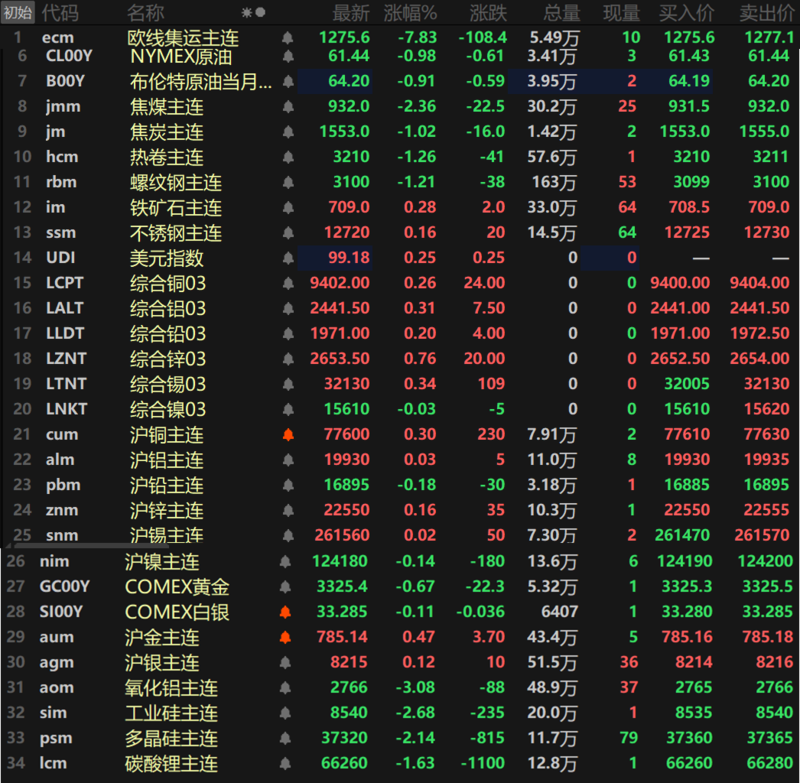 初始 代码 名称 ✳● 最新 涨幅% 涨跌 总量 现量 买入价 卖出价
1 ecm 欧线集运主连 1275.6 -7.83 -108.4 5.49万 10 1275.6 1277.1
6 CL00Y NYMEX原油 61.44 -0.98 -0.61 3.41万 3 61.43 61.44
7 B00Y 布伦特原油当月... 64.20 -0.91 -0.59 3.95万 2 64.19 64.20
8 jmm 焦煤主连 932.0 -2.36 -22.5 30.2万 25 931.5 932.0
9 jm 焦炭主连 1553.0 -1.02 -16.0 1.42万 2 1553.0 1555.0
10 hcm 热卷主连 3210 -1.26 -41 57.6万 1 3210 3211
11 rbm 螺纹钢主连 3100 -1.21 -38 163万 53 3099 3100
12 im 铁矿石主连 709.0 0.28 2.0 33.0万 64 708.5 709.0
13 ssm 不锈钢主连 12720 0.16 20 14.5万 64 12725 12730
14 UDI 美元指数 99.18 0.25 0.25 0 0 — —
15 LCPT 综合铜03 9402.00 0.26 24.00 0 0 9400.00 9404.00
16 LALT 综合铝03 2441.50 0.31 7.50 0 0 2441.00 2441.50
17 LLDT 综合铅03 1971.00 0.20 4.00 0 0 1971.00 1972.50
18 LZNT 综合锌03 2653.50 0.76 20.00 0 0 2652.50 2654.00
19 LTNT 综合锡03 32130 0.34 109 0 0 32005 32130
20 LNKT 综合镍03 15610 -0.03 -5 0 0 15610 15620
21 cum 沪铜主连 77600 0.30 230 7.91万 2 77610 77630
22 alm 沪铝主连 19930 0.03 5 11.0万 8 19930 19935
23 pbm 沪铅主连 16895 -0.18 -30 3.18万 1 16885 16895
24 znm 沪锌主连 22550 0.16 35 10.3万 1 22550 22555
25 snm 沪锡主连 261560 0.02 50 7.30万 2 261470 261570
26 nim 沪镍主连 124180 -0.14 -180 13.6万 6 124190 124200
27 GC00Y COMEX黄金 3325.4 -0.67 -22.3 5.32万 1 3325.3 3325.5
28 SI00Y COMEX白银 33.285 -0.11 -0.036 6407 1 33.280 33.285
29 aum 沪金主连 785.14 0.47 3.70 43.4万 5 785.16 785.18
30 agm 沪银主连 8215 0.12 10 51.5万 36 8214 8216
31 aom 氧化铝主连 2766 -3.08 -88 48.9万 37 2765 2766
32 sim 工业硅主连 8540 -2.68 -235 20.0万 1 8535 8540
33 psm 多晶硅主连 37320 -2.14 -815 11.7万 79 37360 37365
34 lcm 碳酸锂主连 66260 -1.63 -1100 12.8万 1 66260 66280